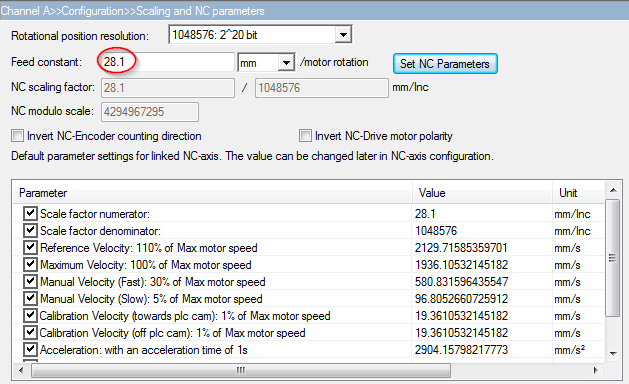 Channel A>>Configuration>>Scaling and NC parameters
Rotational position resolution: 1048576: 2^20 bit
Feed constant: 28.1 mm /motor rotation Set NC Parameters
NC scaling factor: 28.1 / 1048576 mm/Inc
NC modulo scale: 4294967295
Invert NC-Encoder counting direction Invert NC-Drive motor polarity
Default parameter settings for linked NC-axis. The value can be changed later in NC-axis configuration.
Parameter Value Unit
Scale factor numerator: 28.1 mm/Inc
Scale factor denominator: 1048576 mm/Inc
Reference Velocity: 110% of Max motor speed 2129.71585359701 mm/s
Maximum Velocity: 100% of Max motor speed 1936.10532145182 mm/s
Manual Velocity (Fast): 30% of Max motor speed 580.831596435547 mm/s
Manual Velocity (Slow): 5% of Max motor speed 96.8052660725912 mm/s
Calibration Velocity (towards plc cam): 1% of Max motor speed 19.3610532145182 mm/s
Calibration Velocity (off plc cam): 1% of Max motor speed 19.3610532145182 mm/s
Acceleration: with an acceleration time of 1s 2904.15798217773 mm/s²